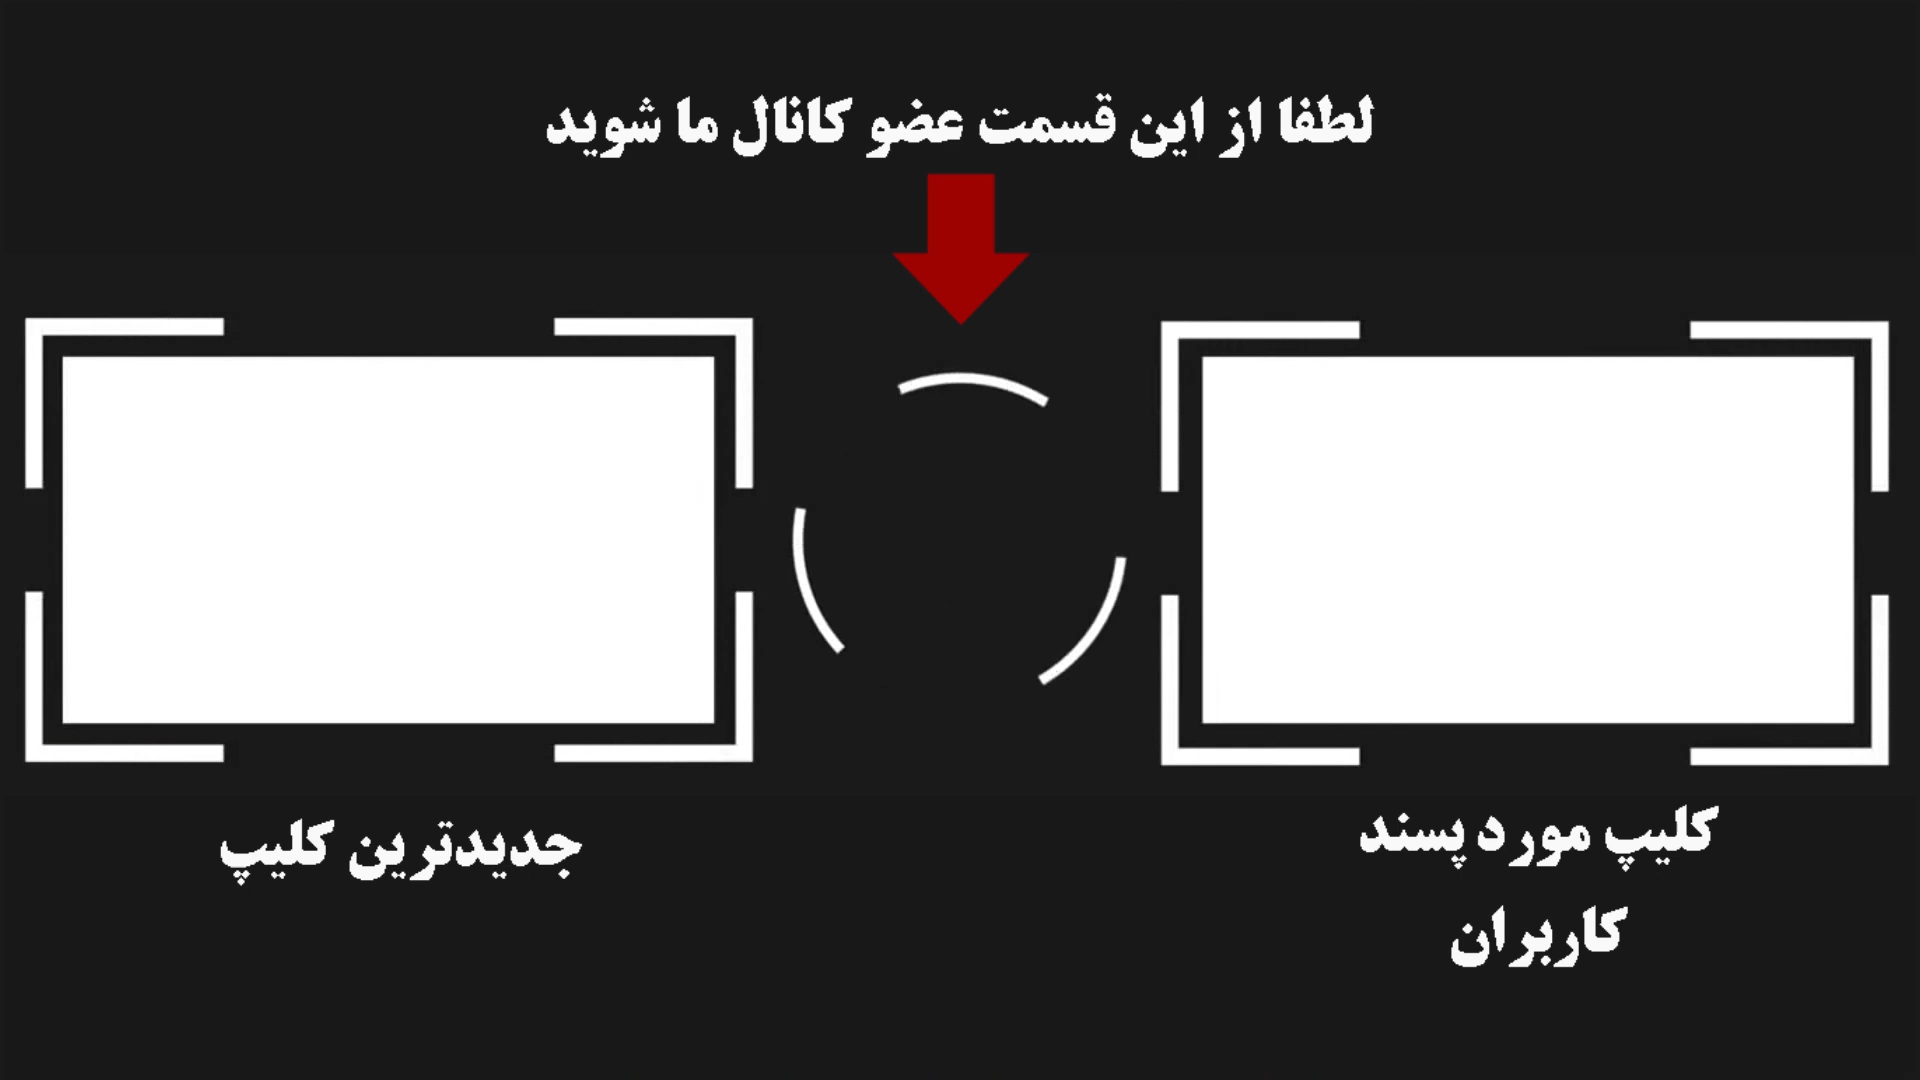 لطفا از این قسمت عضو کانال ما شوید
کلیپ مورد پسند
کاربران
جدیدترین کلیپ